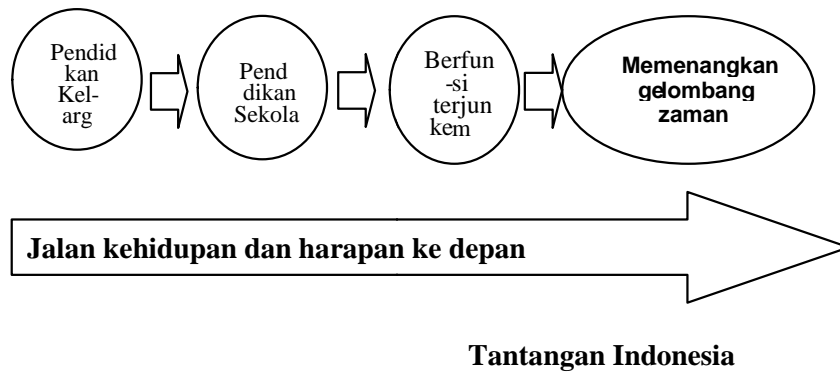 Pendid
kan
Kel-
arg
Pend
dikan
Sekola
Berfun
-si
terjun
kem
Memenangkan
gelombang
zaman
Jalan kehidupan dan harapan ke depan
Tantangan Indonesia